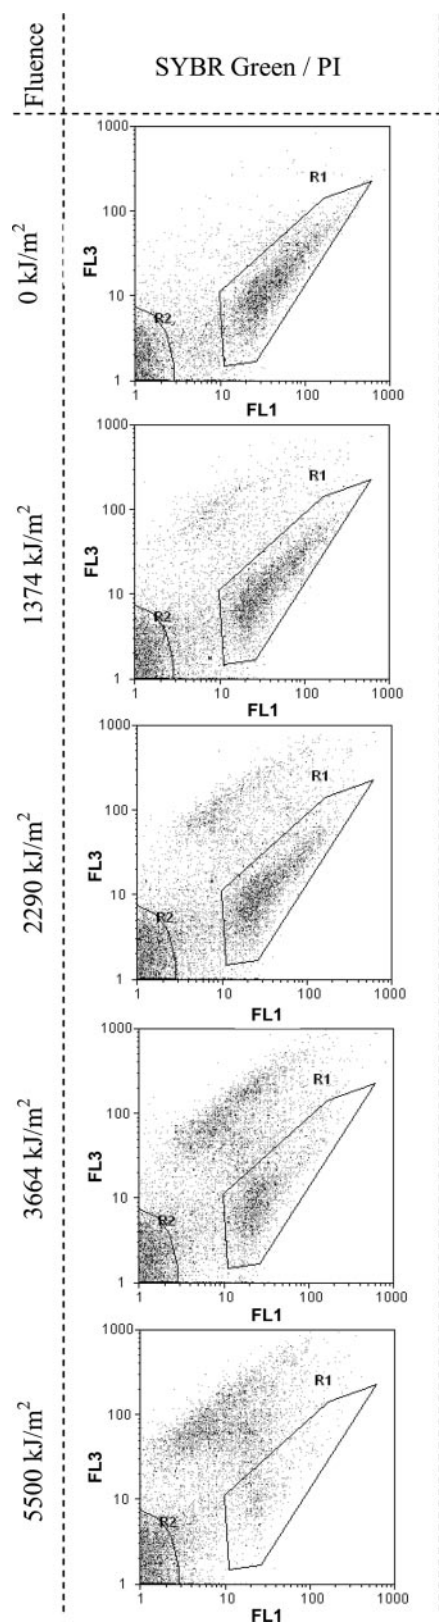 Fluence
SYBR Green / PI
0 kJ/m²
1000
100
10
1
FL3
R1
R2
1 10 100 1000
FL1
1374 kJ/m²
1000
100
10
1
FL3
R1
R2
1 10 100 1000
FL1
2290 kJ/m²
1000
100
10
1
FL3
R1
R2
1 10 100 1000
FL1
3664 kJ/m²
1000
100
10
1
FL3
R1
R2
1 10 100 1000
FL1
5500 kJ/m²
1000
100
10
1
FL3
R1
R2
1 10 100 1000
FL1